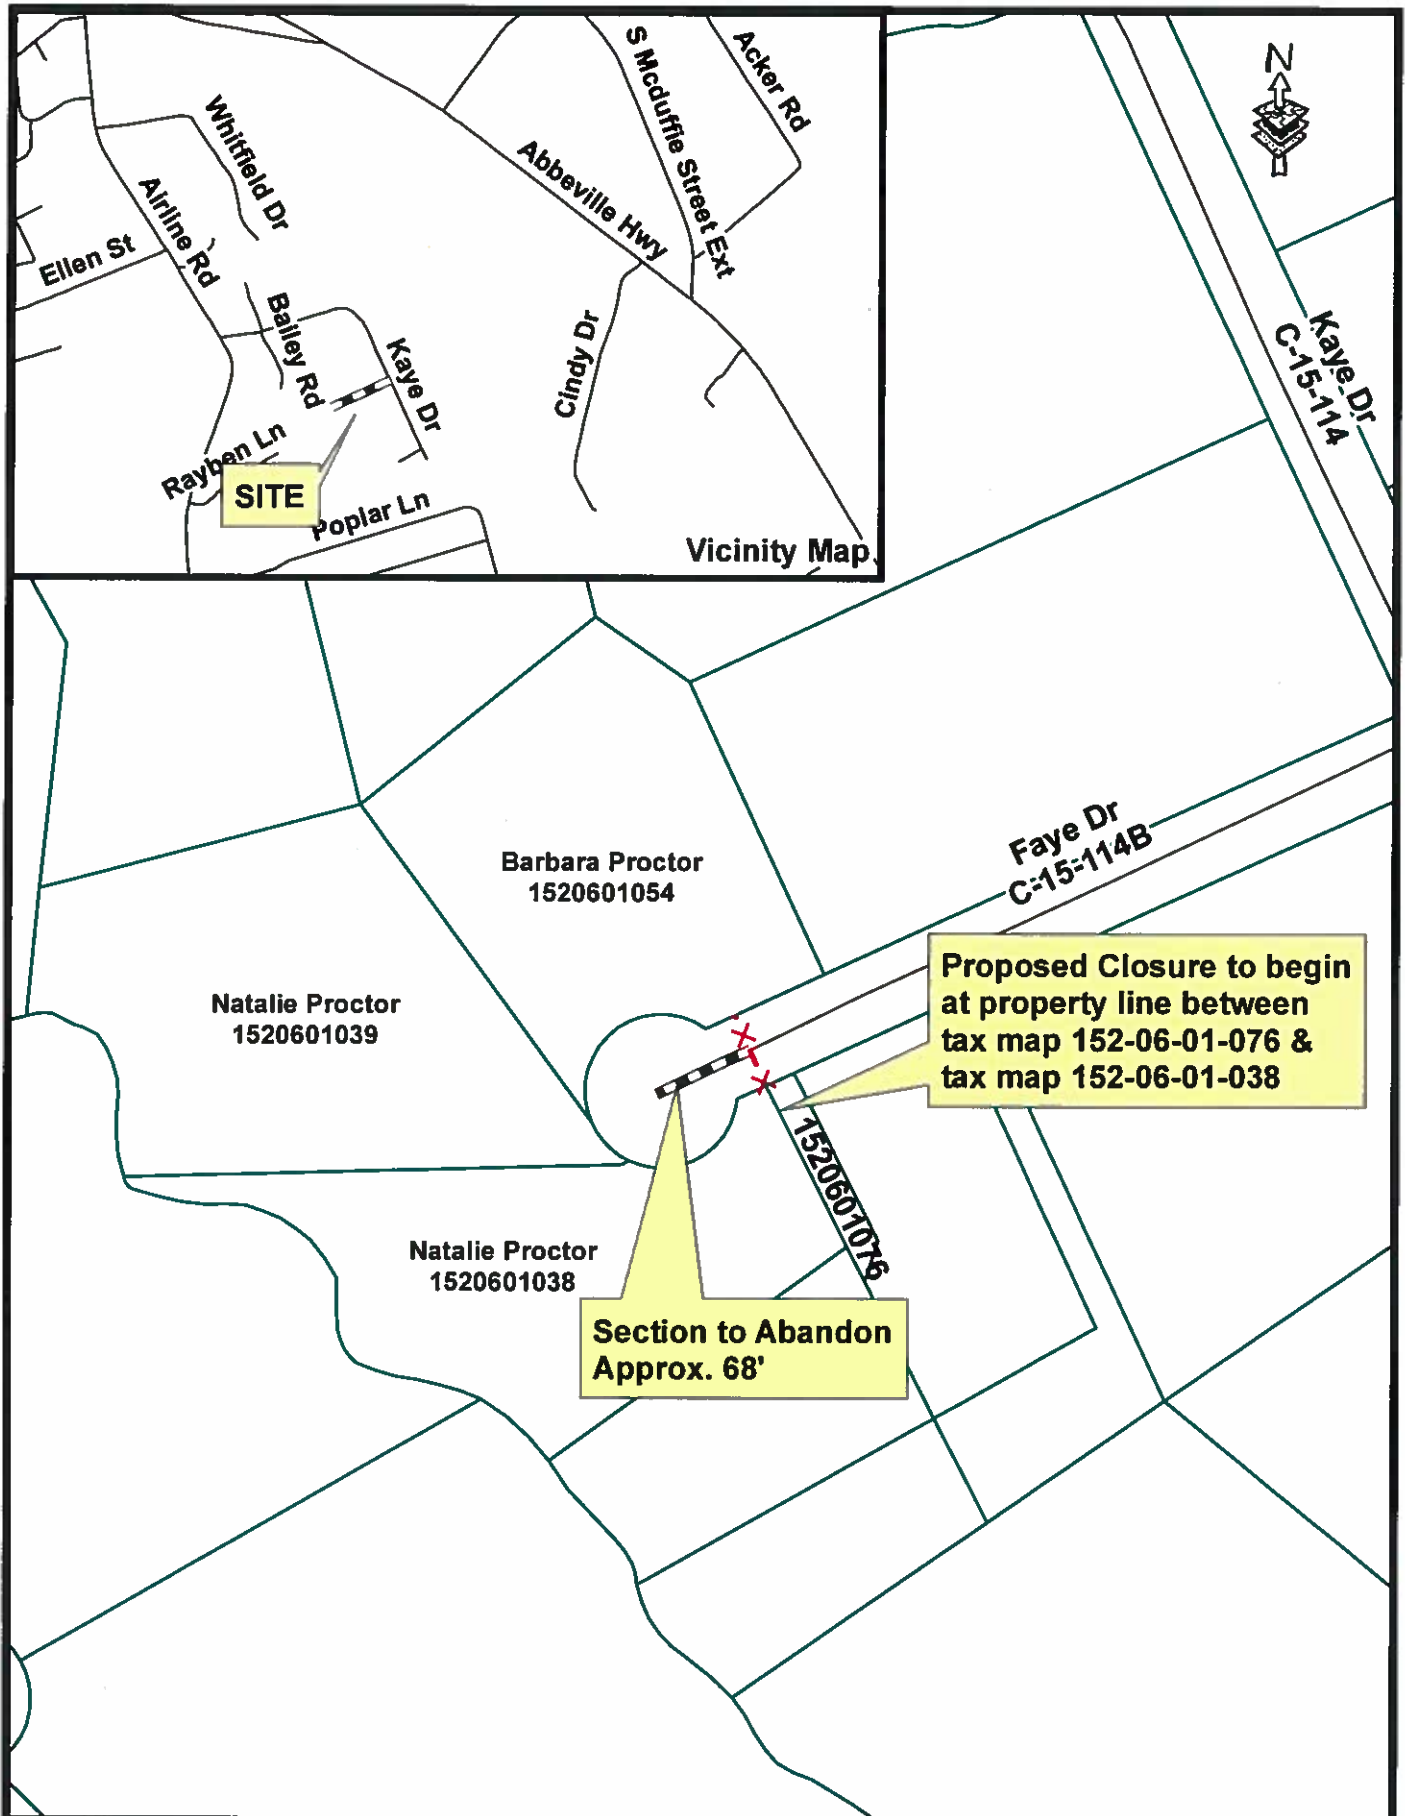 N
S Mcduffie Street Ext
Acker Rd
Whitfield Dr
Abbeville Hwy
Airline Rd
Ellen St
Bailey Rd
Cindy Dr
Kaye Dr
Rayben Ln
SITE
Poplar Ln
Vicinity Map
Kaye Dr
C-15-114
Faye Dr
C-15-114B
Barbara Proctor
1520601054
Proposed Closure to begin
at property line between
tax map 152-06-01-076 &
tax map 152-06-01-038
Natalie Proctor
1520601039
1520601076
Natalie Proctor
1520601038
Section to Abandon
Approx. 68'